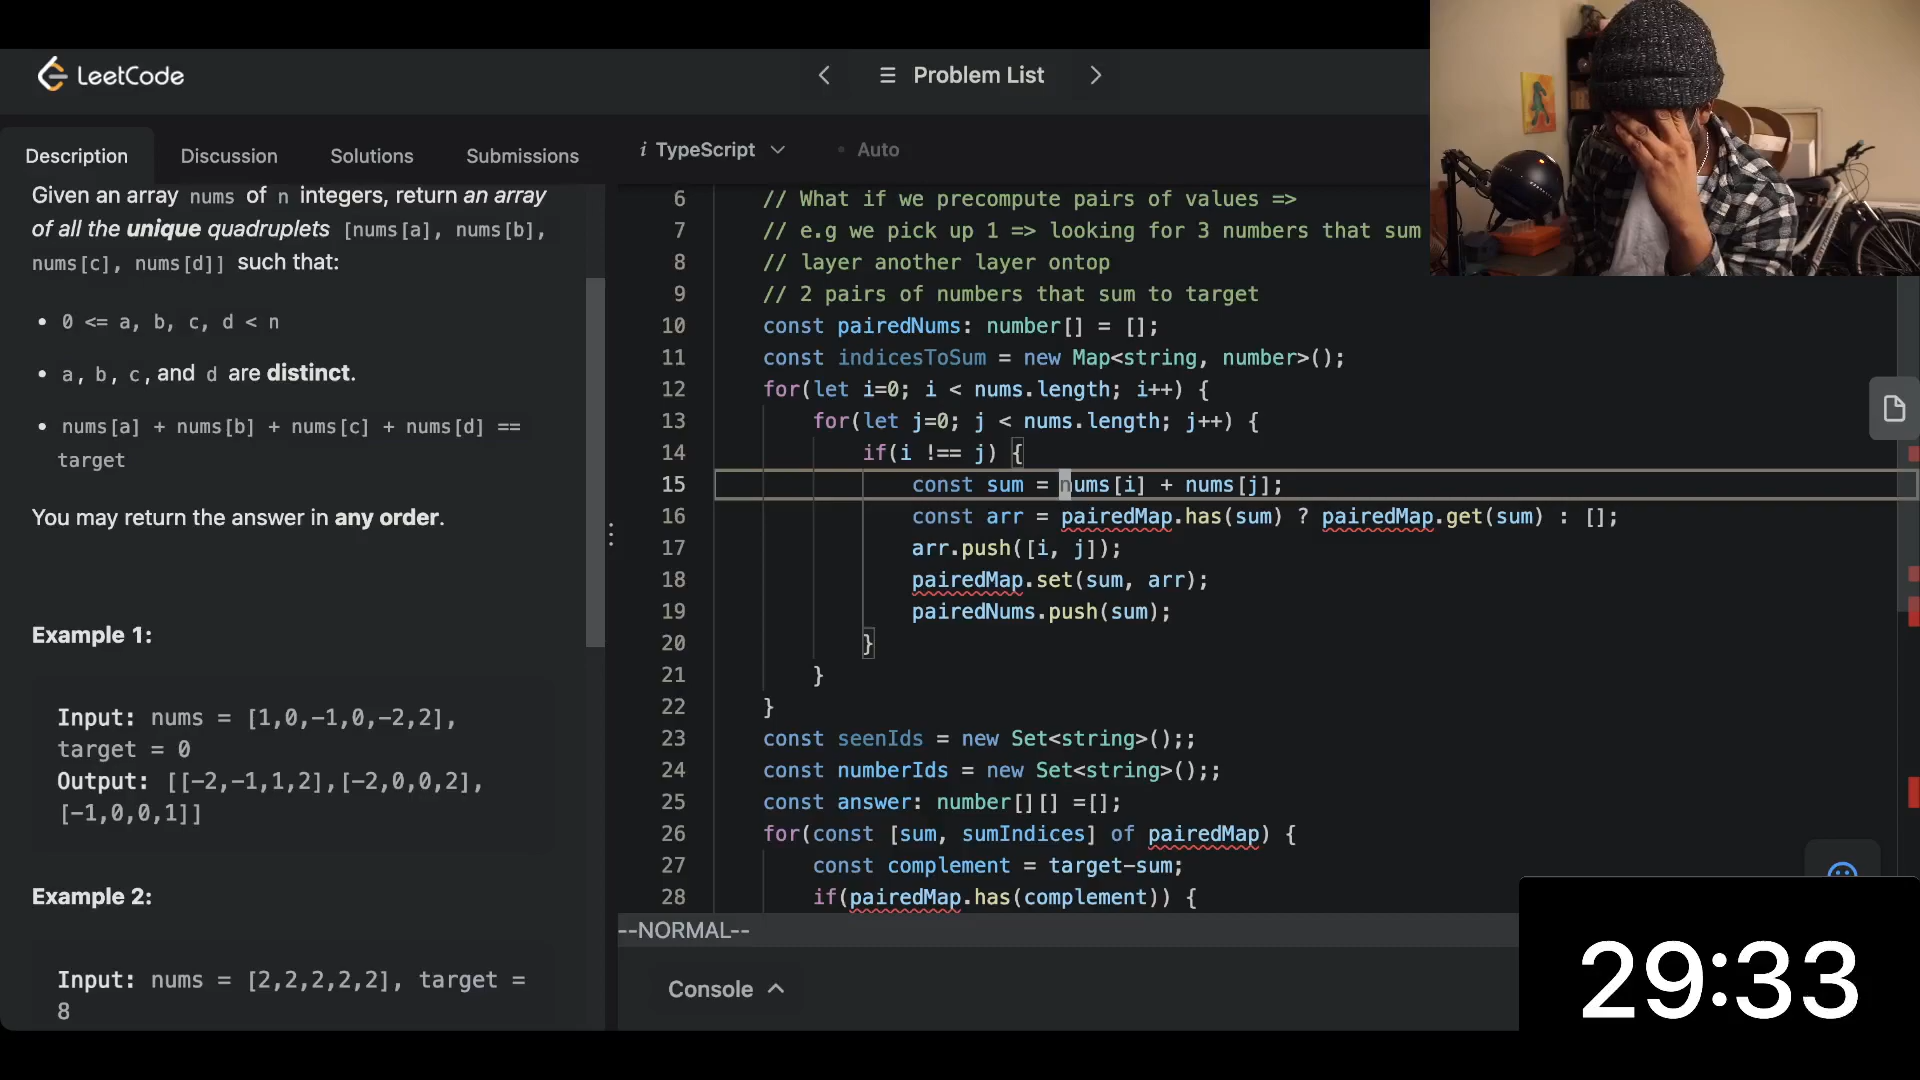 LeetCode
Problem List
Description
Discussion
Solutions
Submissions
i TypeScript
Auto
Given an array nums of n integers, return an array
of all the unique quadruplets [nums[a], nums[b],
nums[c], nums[d]] such that:
• 0 <= a, b, c, d < n
• a, b, c, and d are distinct.
• nums[a] + nums[b] + nums[c] + nums[d] ==
target
You may return the answer in any order.
Example 1:
Input: nums = [1,0,-1,0,-2,2],
target = 0
Output: [[-2,-1,1,2],[-2,0,0,2],
[-1,0,0,1]]
Example 2:
Input: nums = [2,2,2,2,2], target =
8
6 // What if we precompute pairs of values =>
7 // e.g we pick up 1 => looking for 3 numbers that sum
8 // layer another layer ontop
9 // 2 pairs of numbers that sum to target
10 const pairedNums: number[] = [];
11 const indicesToSum = new Map<string, number>();
12 for(let i=0; i < nums.length; i++) {
13 for(let j=0; j < nums.length; j++) {
14 if(i !== j) {
15 const sum = nums[i] + nums[j];
16 const arr = pairedMap.has(sum) ? pairedMap.get(sum) : [];
17 arr.push([i, j]);
18 pairedMap.set(sum, arr);
19 pairedNums.push(sum);
20 }
21 }
22 }
23 const seenIds = new Set<string>();;
24 const numberIds = new Set<string>();;
25 const answer: number[][] =[];
26 for(const [sum, sumIndices] of pairedMap) {
27 const complement = target-sum;
28 if(pairedMap.has(complement)) {
--NORMAL--
Console
29:33